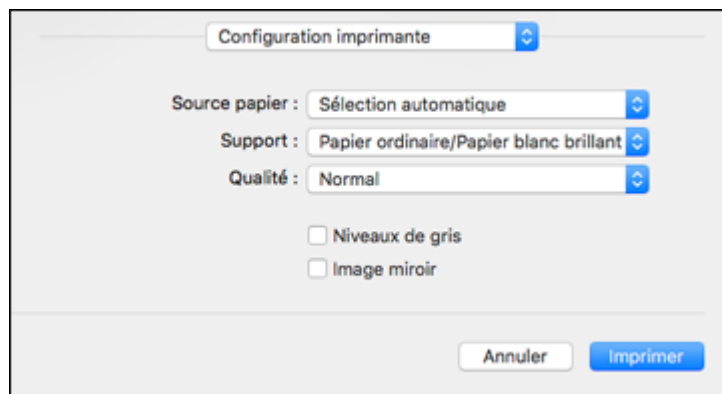 Configuration imprimante
Source papier : Sélection automatique
Support : Papier ordinaire/Papier blanc brillant
Qualité : Normal
Niveaux de gris
Image miroir
Annuler Imprimer